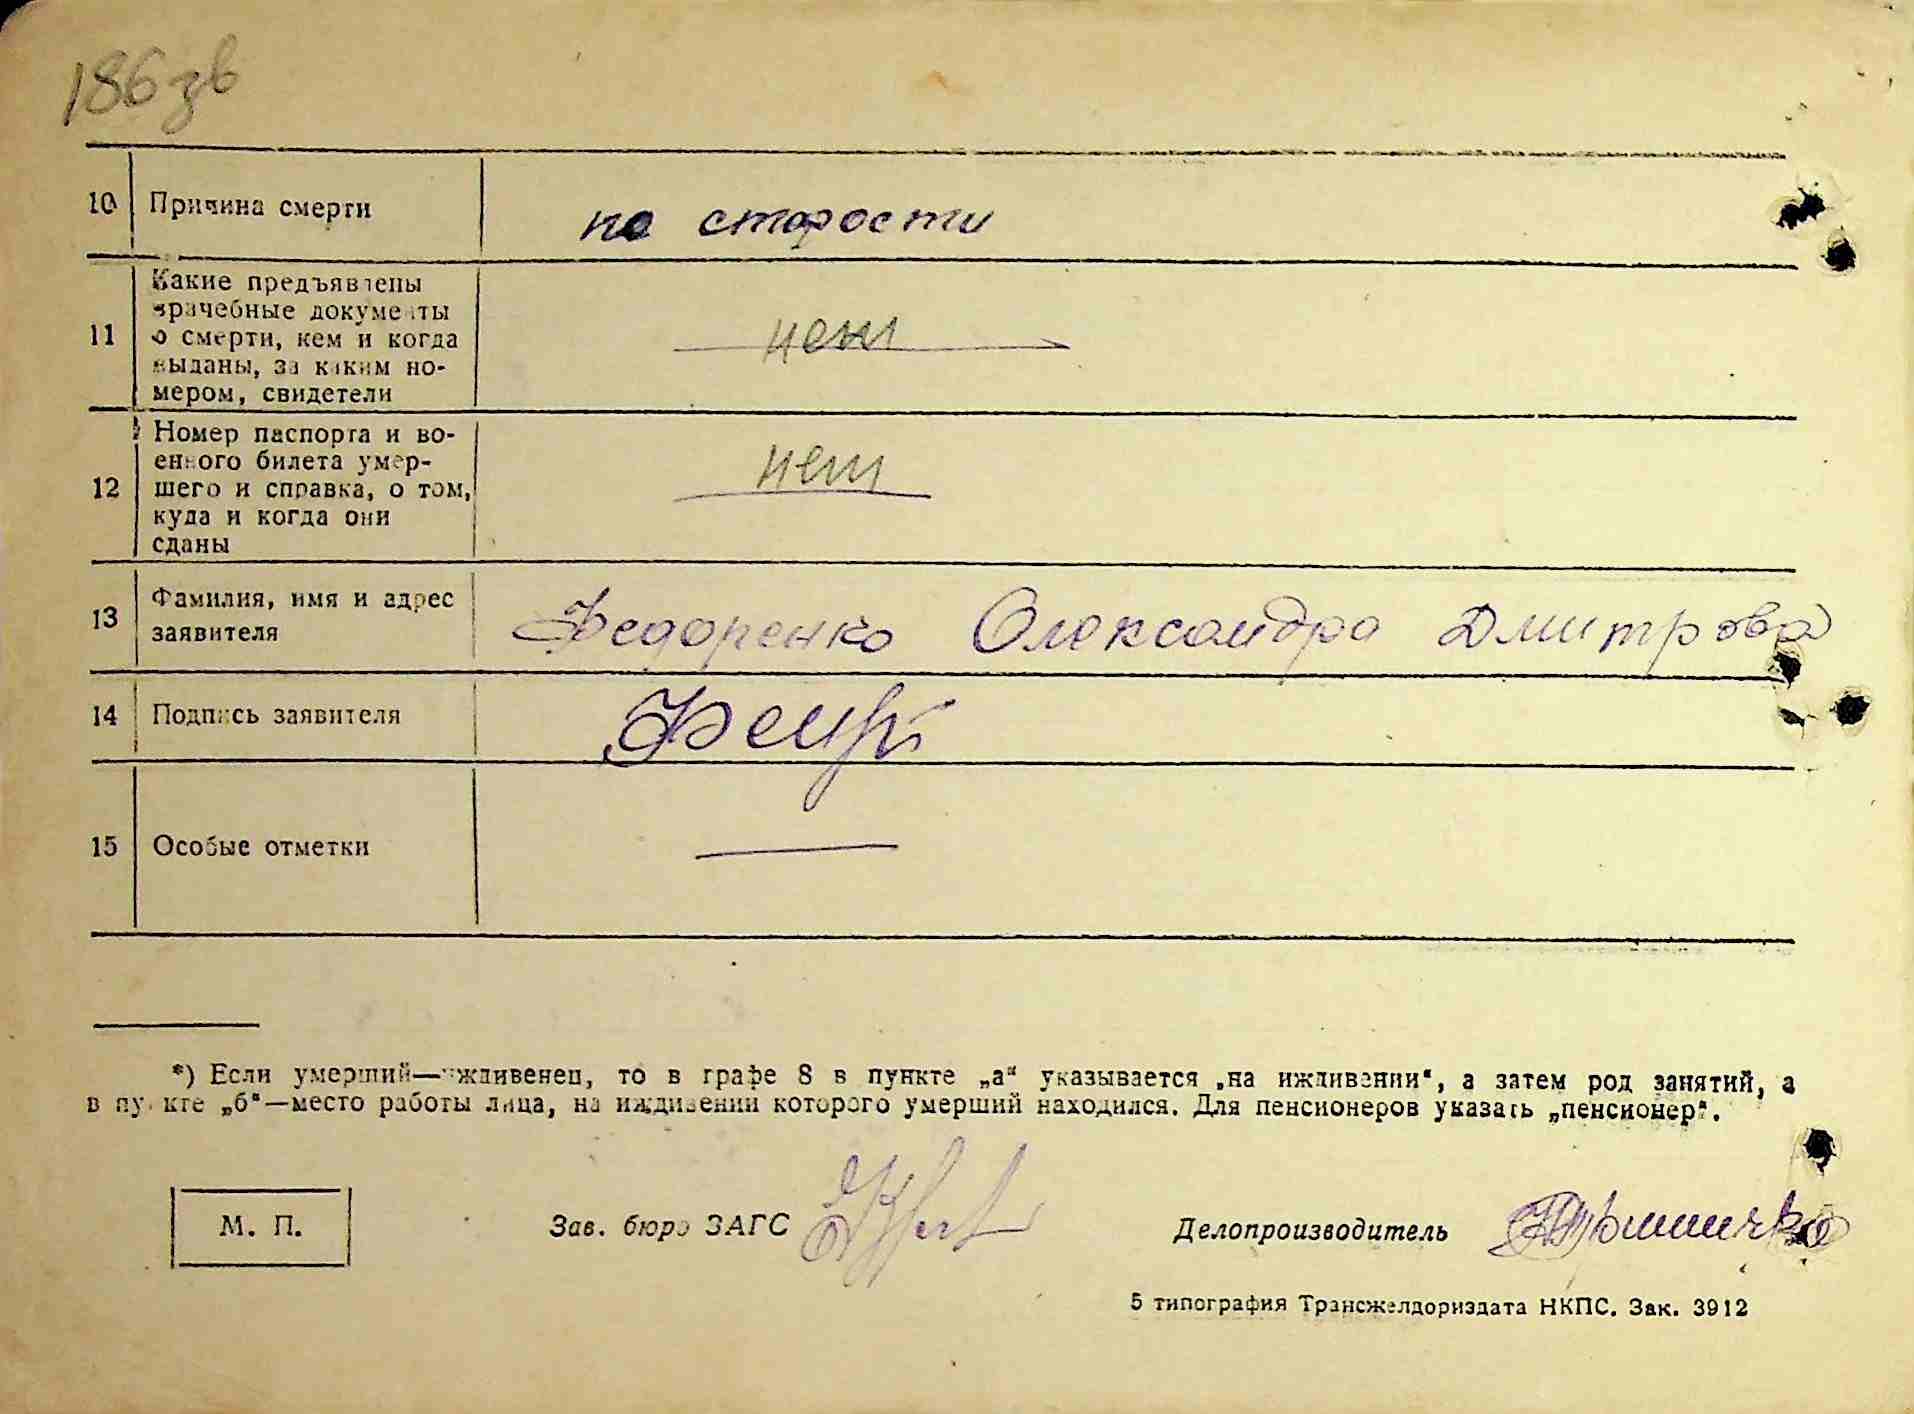 186 зв
10 Причина смерти по старости
11 Какие предъявлены
врачебные документы
о смерти, кем и когда
выданы, за каким но-
мером, свидетели
нет
12 Номер паспорта и во-
енного билета умер-
шего и справка, о том,
куда и когда они
сданы
нет
13 Фамилия, имя и адрес
заявителя
Федоренко Олександра Дмитрова
14 Подпись заявителя
15 Особые отметки
*) Если умерший—иждивенец, то в графе 8 в пункте „а“ указывается „на иждивении“, а затем род занятий, а
в пункте „б“—место работы лица, на иждивении которого умерший находился. Для пенсионеров указать „пенсионер“.
М. П. Зав. бюро ЗАГС Делопроизводитель
5 типография Трансжелдориздата НКПС. Зак. 3912